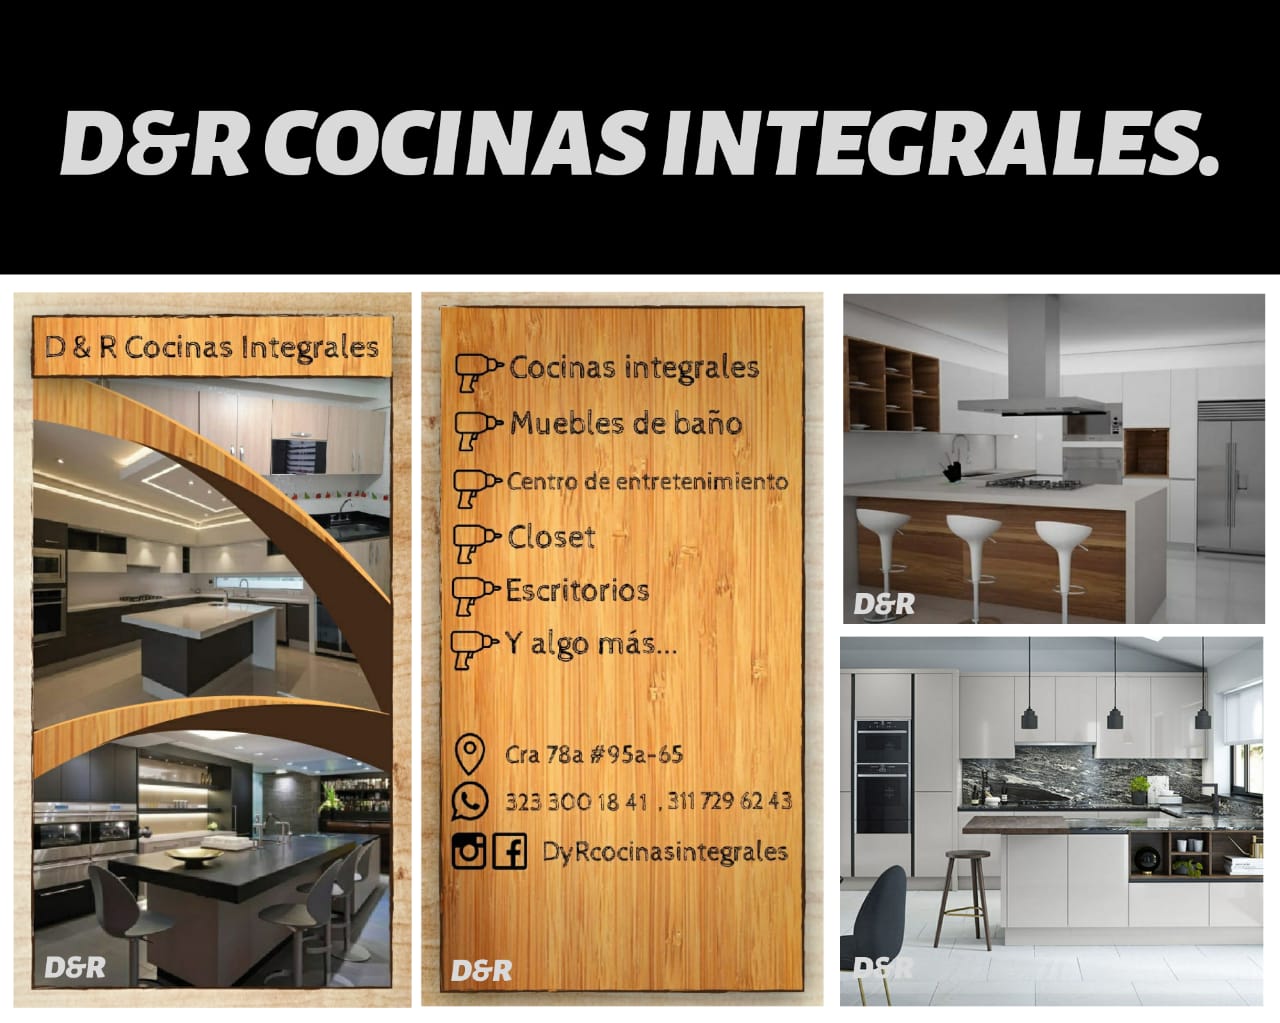 D&R COCINAS INTEGRALES.
D & R Cocinas Integrales
D&R
Cocinas integrales
Muebles de baño
Centro de entretenimiento
Closet
Escritorios
Y algo más...
Cra 78a #95a-65
323 300 18 41 , 311 729 62 43
DyRcocinasintegrales
D&R
D&R
D&R